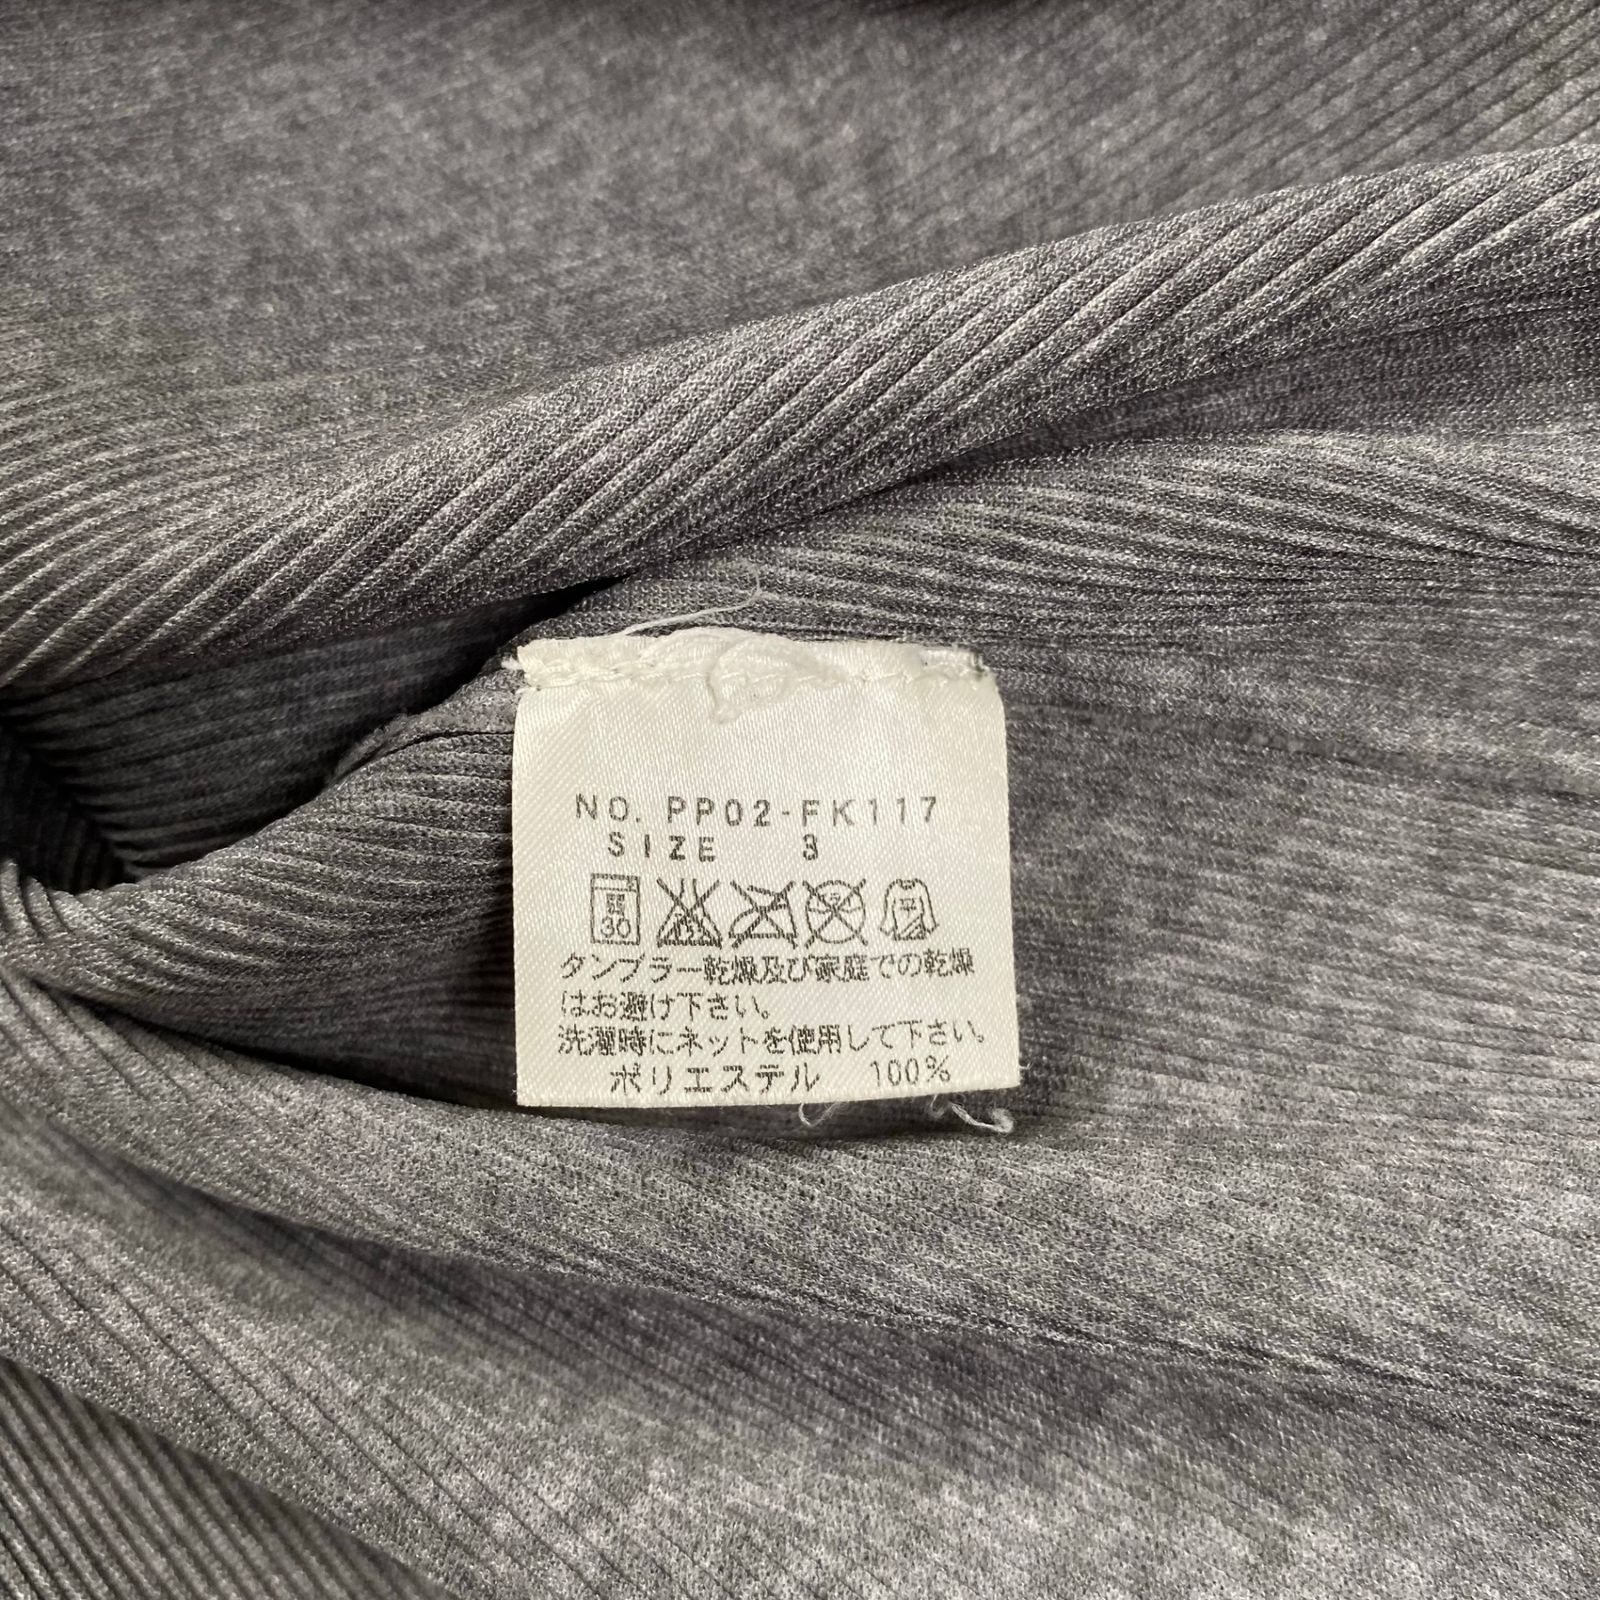 NO. PP02-FK117
SIZE 3
30
タンブラー乾燥及び家庭での乾燥
はお避け下さい。
洗濯時にネットを使用して下さい。
ポリエステル 100%